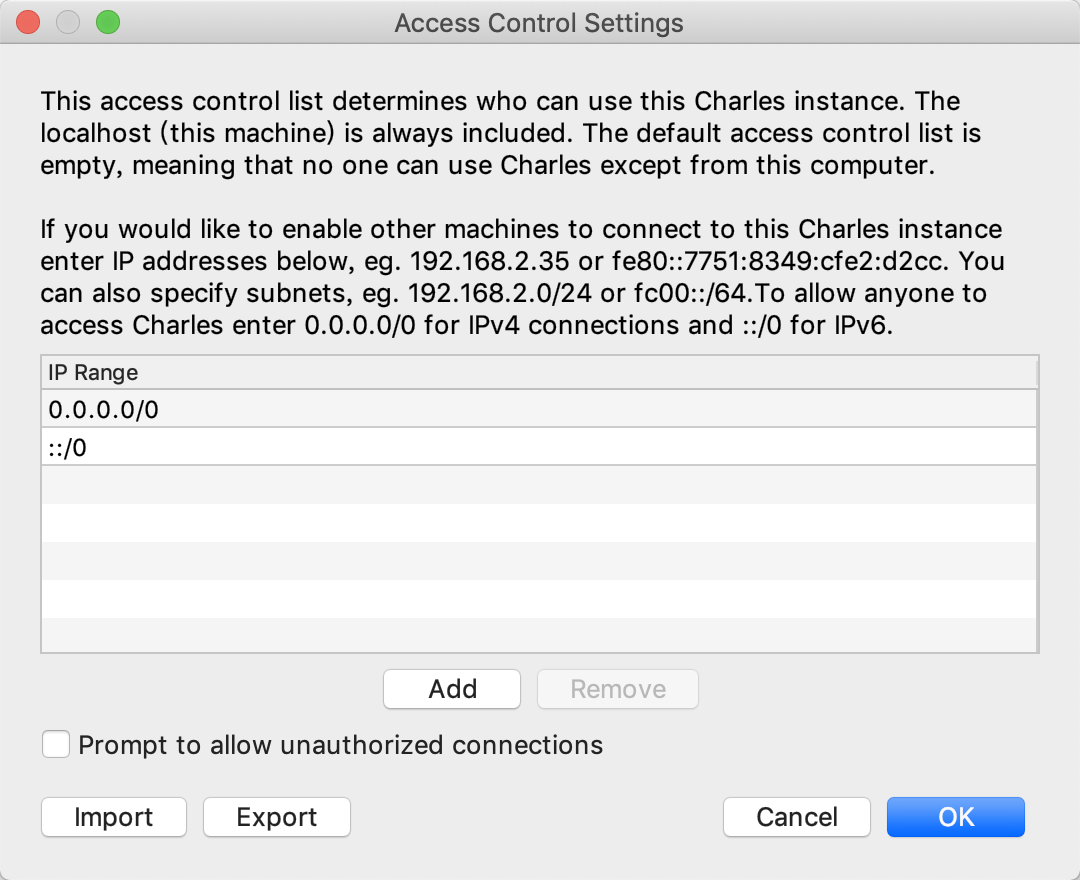 Access Control Settings
This access control list determines who can use this Charles instance. The
localhost (this machine) is always included. The default access control list is
empty, meaning that no one can use Charles except from this computer.
If you would like to enable other machines to connect to this Charles instance
enter IP addresses below, eg. 192.168.2.35 or fe80::7751:8349:cfe2:d2cc. You
can also specify subnets, eg. 192.168.2.0/24 or fc00::/64.To allow anyone to
access Charles enter 0.0.0.0/0 for IPv4 connections and ::/0 for IPv6.
IP Range
0.0.0.0/0
::/0
Add Remove
Prompt to allow unauthorized connections
Import Export Cancel OK